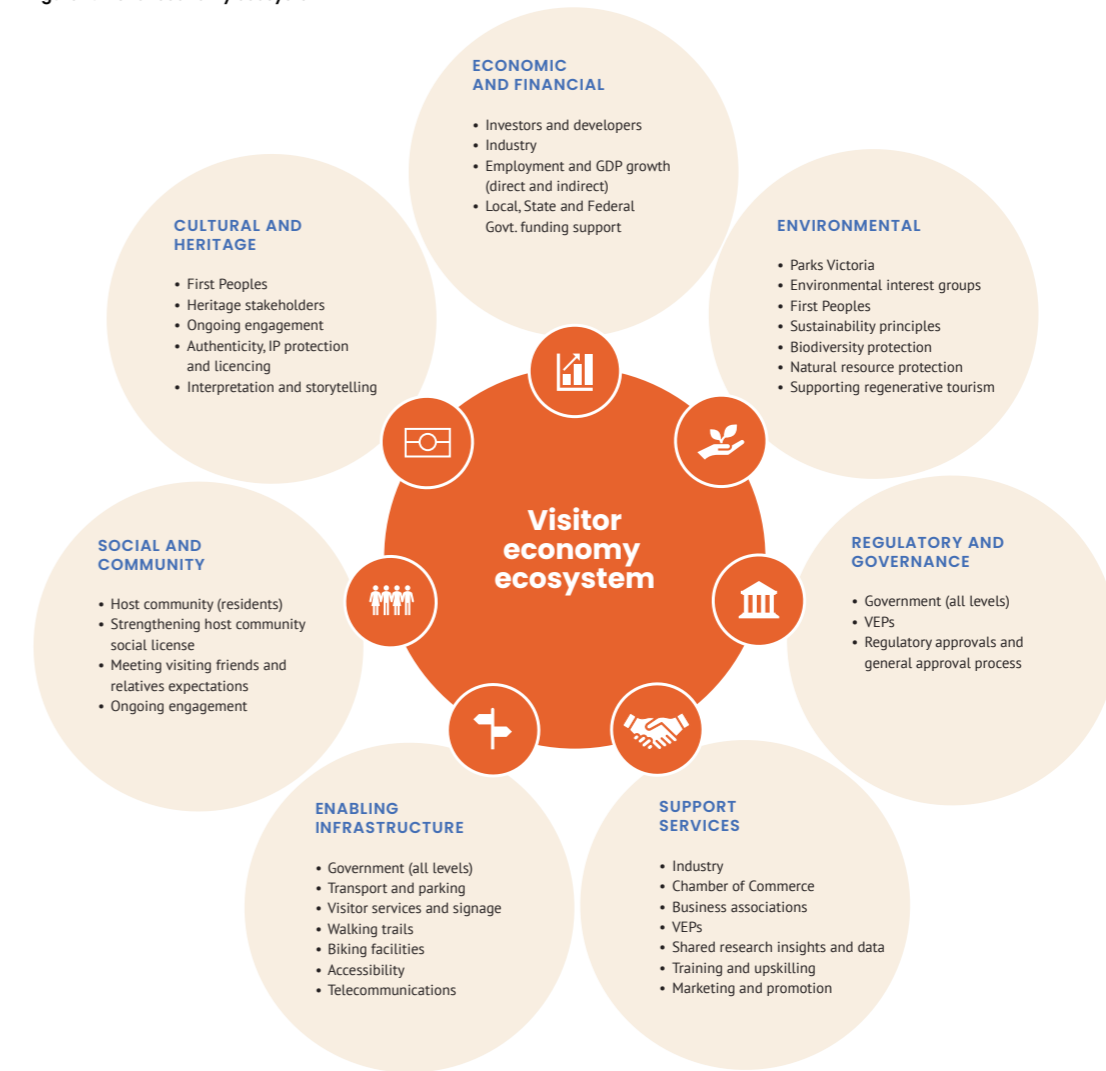 ECONOMIC
AND FINANCIAL
• Investors and developers
• Industry
• Employment and GDP growth
(direct and indirect)
• Local, State and Federal
Govt. funding support
ENVIRONMENTAL
• Parks Victoria
• Environmental interest groups
• First Peoples
• Sustainability principles
• Biodiversity protection
• Natural resource protection
• Supporting regenerative tourism
REGULATORY AND
GOVERNANCE
• Government (all levels)
• VEPs
• Regulatory approvals and
general approval process
SUPPORT
SERVICES
• Industry
• Chamber of Commerce
• Business associations
• VEPs
• Shared research insights and data
• Training and upskilling
• Marketing and promotion
ENABLING
INFRASTRUCTURE
• Government (all levels)
• Transport and parking
• Visitor services and signage
• Walking trails
• Biking facilities
• Accessibility
• Telecommunications
SOCIAL AND
COMMUNITY
• Host community (residents)
• Strengthening host community
social license
• Meeting visiting friends and
relatives expectations
• Ongoing engagement
CULTURAL AND
HERITAGE
• First Peoples
• Heritage stakeholders
• Ongoing engagement
• Authenticity, IP protection
and licencing
• Interpretation and storytelling
Visitor
economy
ecosystem